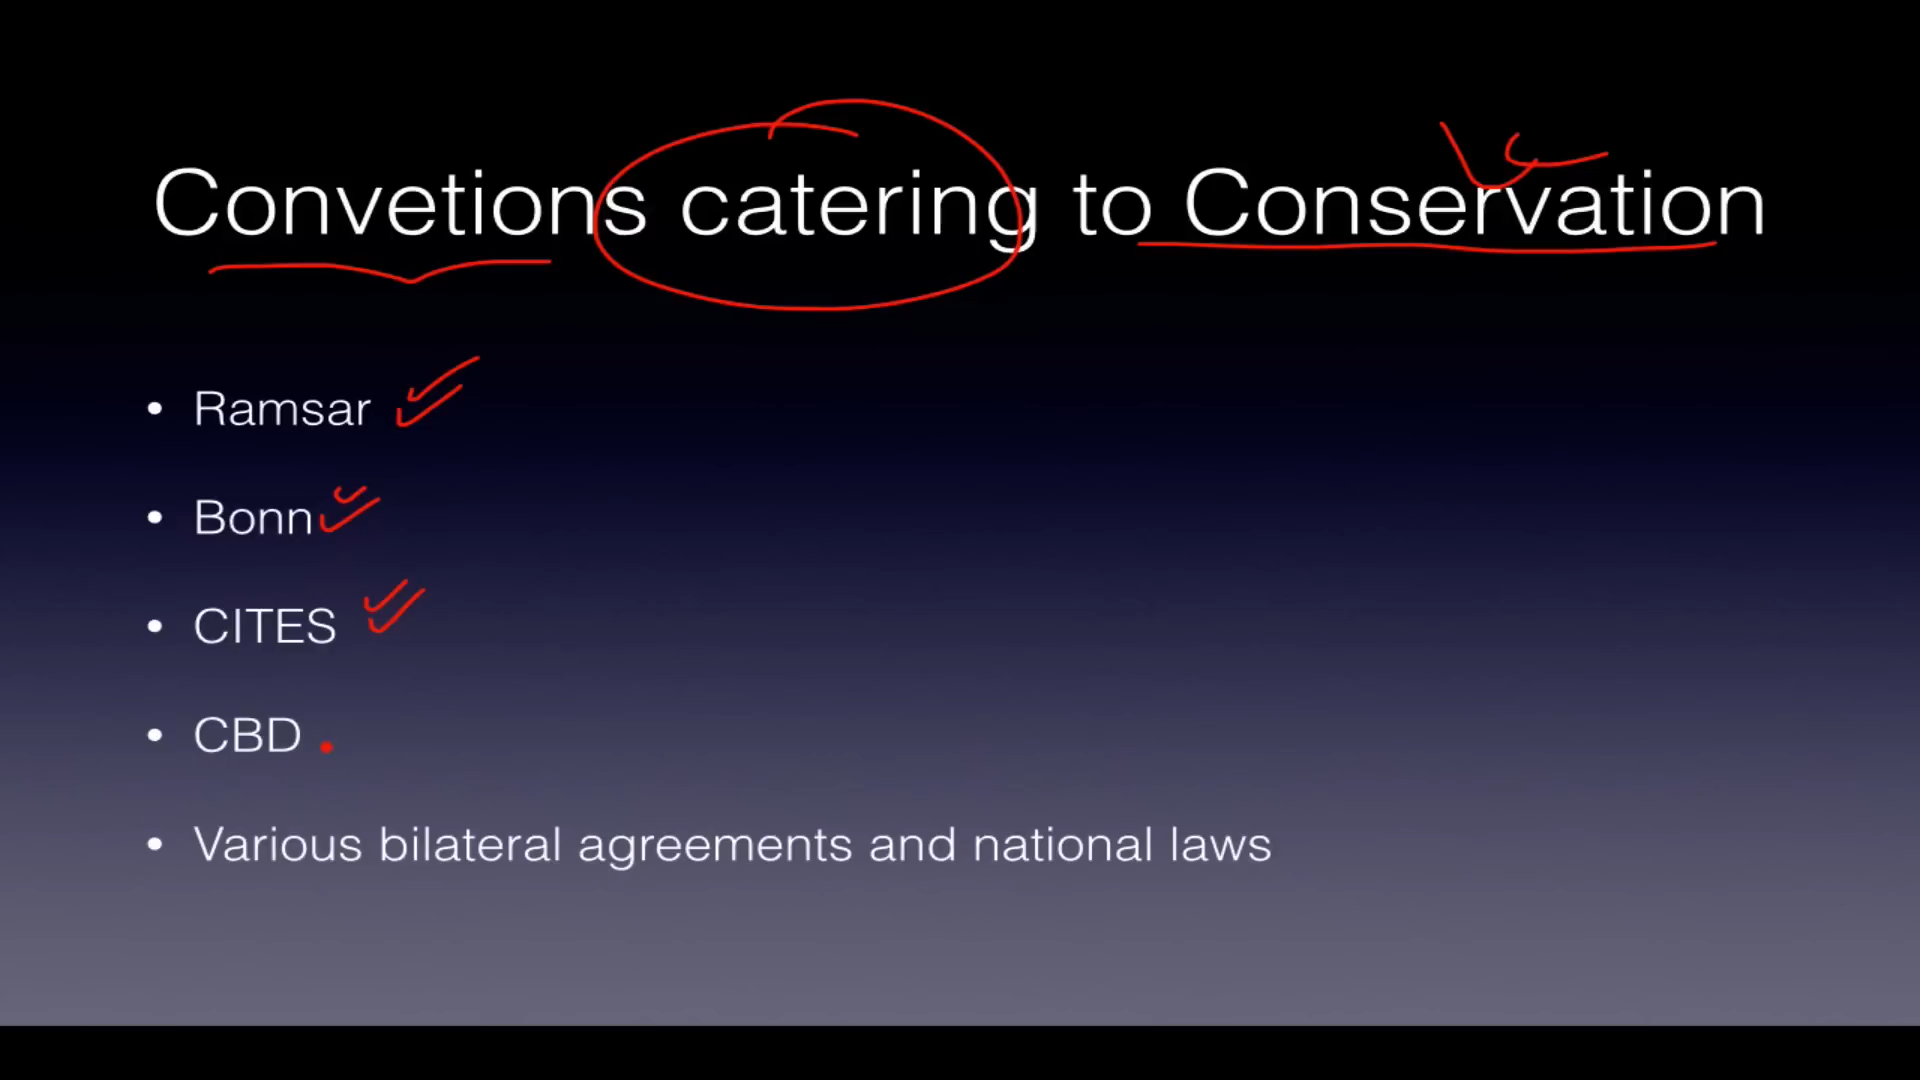 Convetions catering to Conservation
• Ramsar
• Bonn
• CITES
• CBD
• Various bilateral agreements and national laws